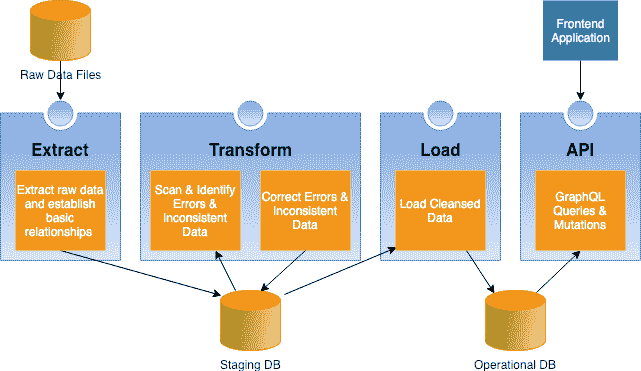 Frontend
Application
Raw Data Files
Extract
Transform
Load
API
Extract raw data
and establish
basic
relationships
Scan & Identify
Errors &
Inconsistent Data
Correct Errors &
Inconsistent
Data
Load Cleansed
Data
GraphQL
Queries &
Mutations
Staging DB
Operational DB